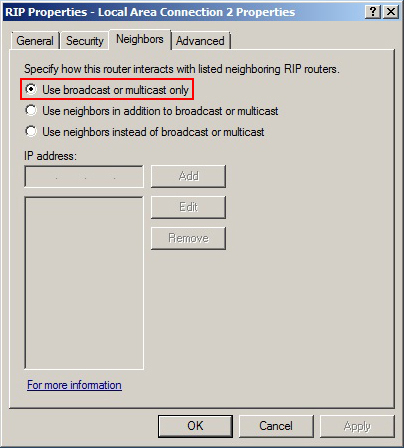 RIP Properties - Local Area Connection 2 Properties
General Security Neighbors Advanced
Specify how this router interacts with listed neighboring RIP routers.
Use broadcast or multicast only
Use neighbors in addition to broadcast or multicast
Use neighbors instead of broadcast or multicast
IP address:
. . . Add
Edit
Remove
For more information
OK Cancel Apply